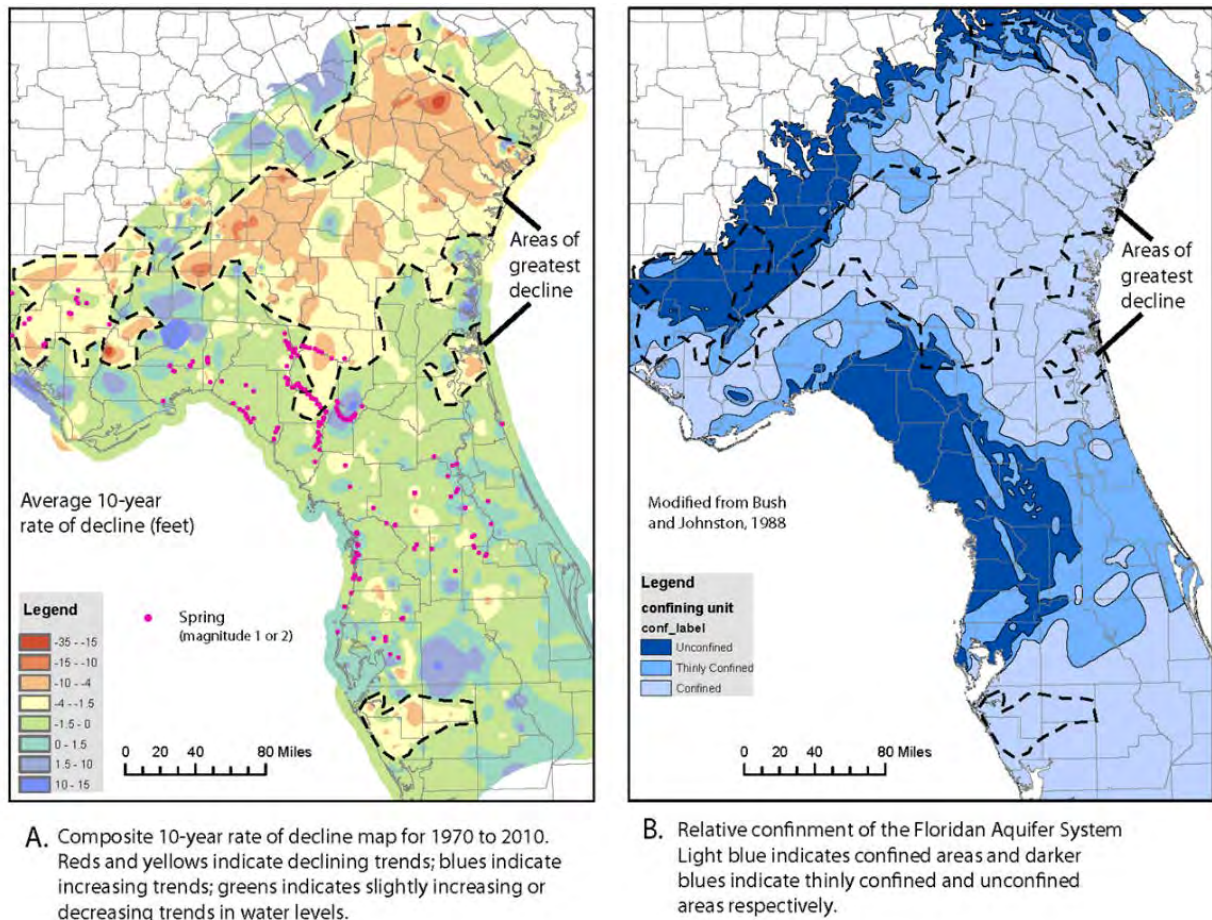 Areas of
greatest
decline
Average 10-year
rate of decline (feet)
Legend
-35 - -15
-15 - -10
-10 - -4
-4 - -1.5
-1.5 - 0
0 - 1.5
1.5 - 10
10 - 15
Spring
(magnitude 1 or 2)
0 20 40 80 Miles
A. Composite 10-year rate of decline map for 1970 to 2010.
Reds and yellows indicate declining trends; blues indicate
increasing trends; greens indicates slightly increasing or
decreasing trends in water levels.
Areas of
greatest
decline
Modified from Bush
and Johnston, 1988
Legend
confining unit
conf_label
Unconfined
Thinly Confined
Confined
0 20 40 80 Miles
B. Relative confinment of the Floridan Aquifer System
Light blue indicates confined areas and darker
blues indicate thinly confined and unconfined
areas respectively.